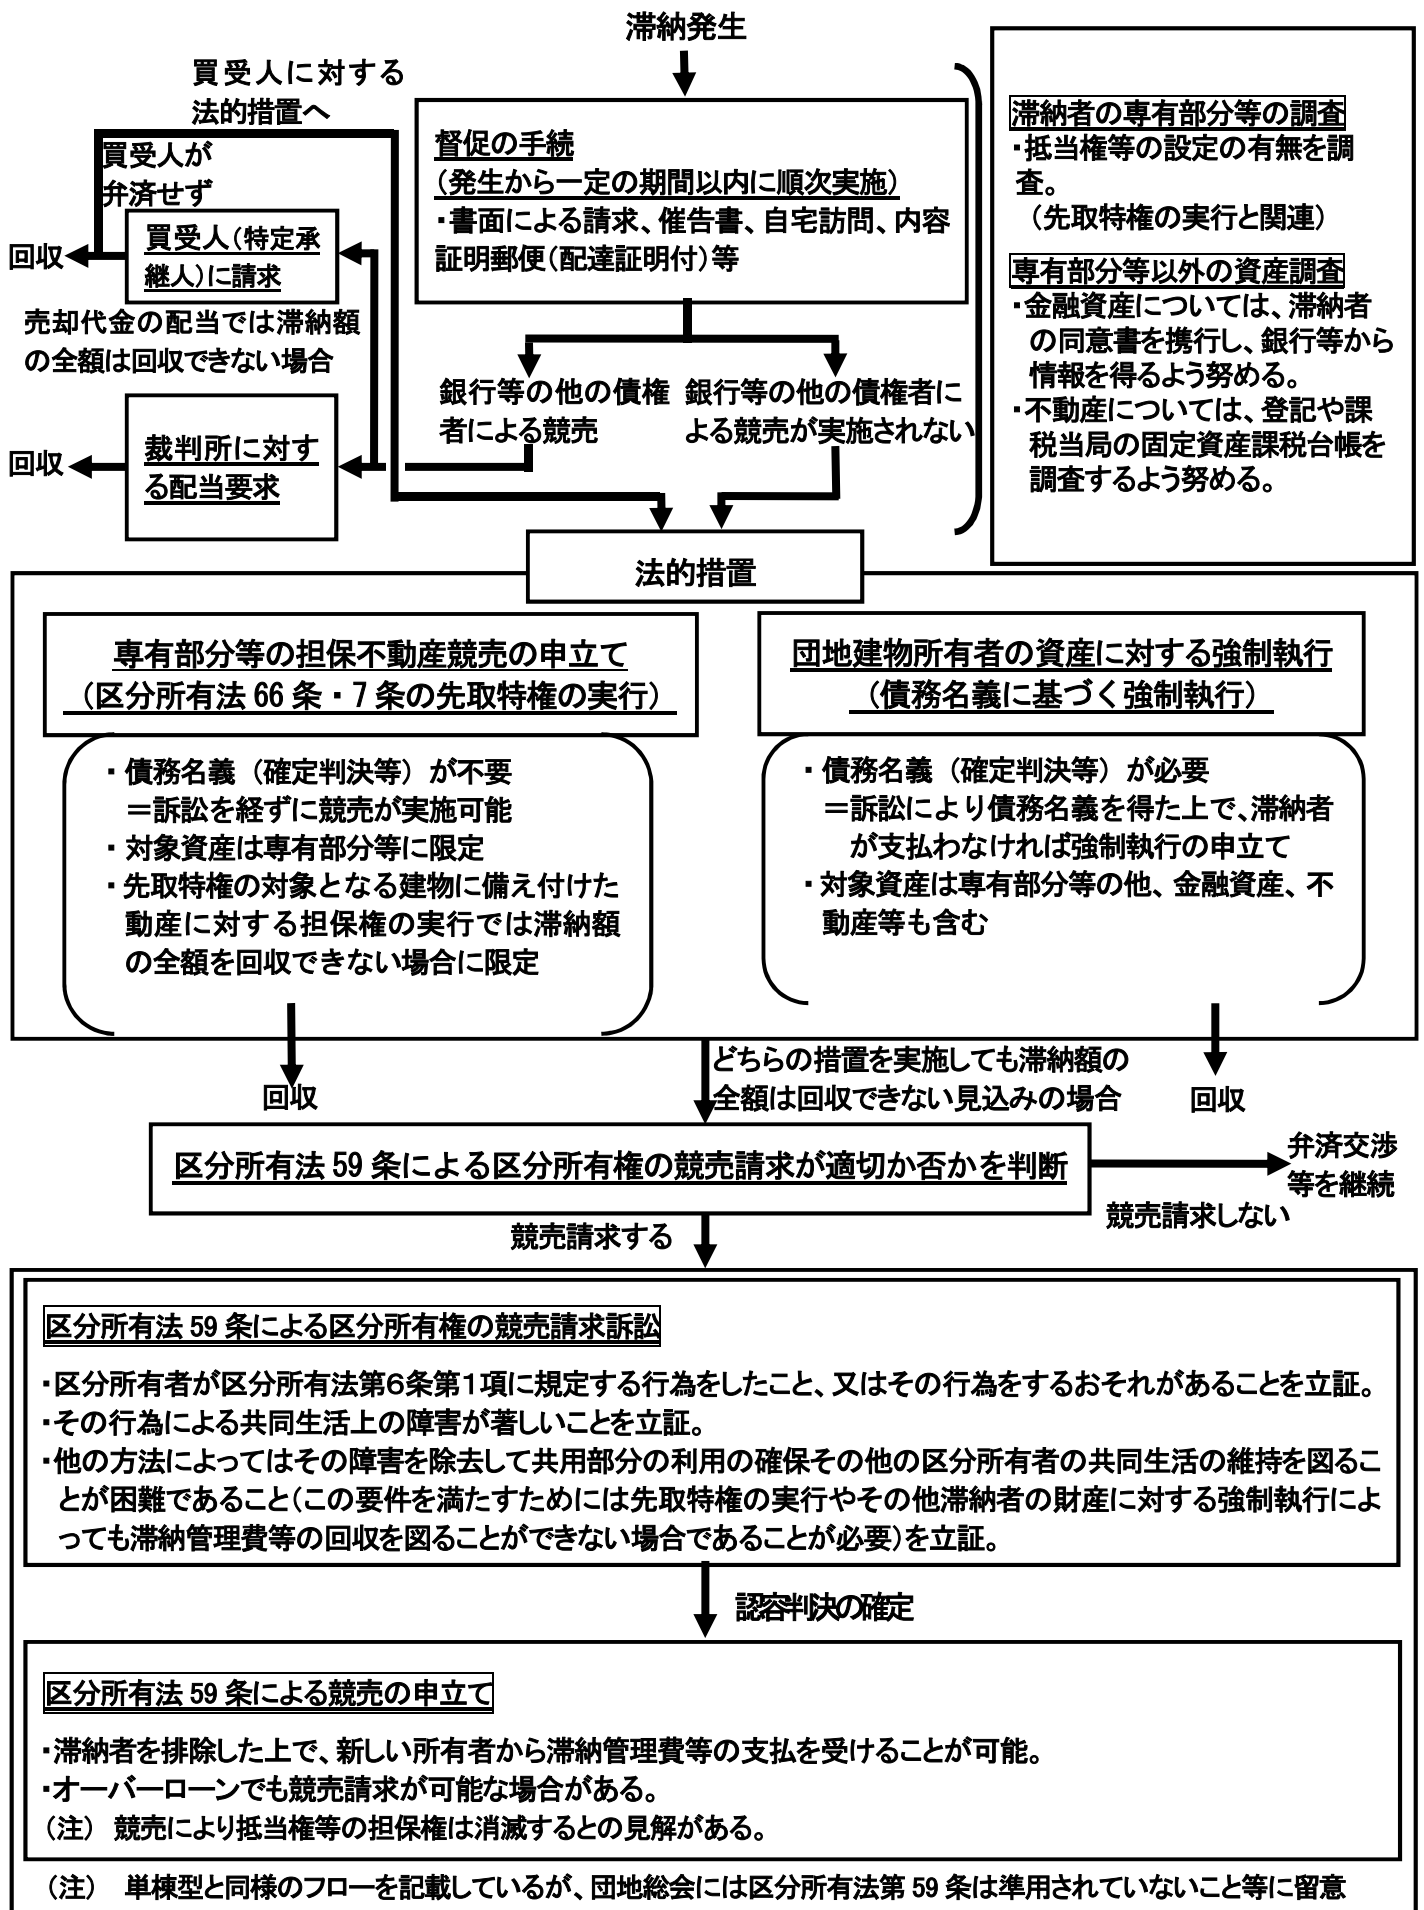 滞納発生
買受人に対する
法的措置へ
買受人が
弁済せず
回収
買受人（特定承
継人）に請求
売却代金の配当では滞納額
の全額は回収できない場合
回収
裁判所に対す
る配当要求
督促の手続
（発生から一定の期間以内に順次実施）
・書面による請求、催告書、自宅訪問、内容
証明郵便（配達証明付）等
銀行等の他の債権
者による競売
銀行等の他の債権者に
よる競売が実施されない
滞納者の専有部分等の調査
・抵当権等の設定の有無を調
査。
（先取特権の実行と関連）
専有部分等以外の資産調査
・金融資産については、滞納者
の同意書を携行し、銀行等から
情報を得るよう努める。
・不動産については、登記や課
税当局の固定資産課税台帳を
調査するよう努める。
法的措置
専有部分等の担保不動産競売の申立て
（区分所有法 66 条・7 条の先取特権の実行）
・債務名義（確定判決等）が不要
＝訴訟を経ずに競売が実施可能
・対象資産は専有部分等に限定
・先取特権の対象となる建物に備え付けた
動産に対する担保権の実行では滞納額
の全額を回収できない場合に限定
団地建物所有者の資産に対する強制執行
（債務名義に基づく強制執行）
・債務名義（確定判決等）が必要
＝訴訟により債務名義を得た上で、滞納者
が支払わなければ強制執行の申立て
・対象資産は専有部分等の他、金融資産、不
動産等も含む
回収
どちらの措置を実施しても滞納額の
全額は回収できない見込みの場合
回収
区分所有法 59 条による区分所有権の競売請求が適切か否かを判断
弁済交渉
等を継続
競売請求しない
競売請求する
区分所有法 59 条による区分所有権の競売請求訴訟
・区分所有者が区分所有法第６条第１項に規定する行為をしたこと、又はその行為をするおそれがあることを立証。
・その行為による共同生活上の障害が著しいことを立証。
・他の方法によってはその障害を除去して共用部分の利用の確保その他の区分所有者の共同生活の維持を図るこ
とが困難であること（この要件を満たすためには先取特権の実行やその他滞納者の財産に対する強制執行によ
っても滞納管理費等の回収を図ることができない場合であることが必要）を立証。
認容判決の確定
区分所有法 59 条による競売の申立て
・滞納者を排除した上で、新しい所有者から滞納管理費等の支払を受けることが可能。
・オーバーローンでも競売請求が可能な場合がある。
（注） 競売により抵当権等の担保権は消滅するとの見解がある。
（注） 単棟型と同様のフローを記載しているが、団地総会には区分所有法第 59 条は準用されていないこと等に留意